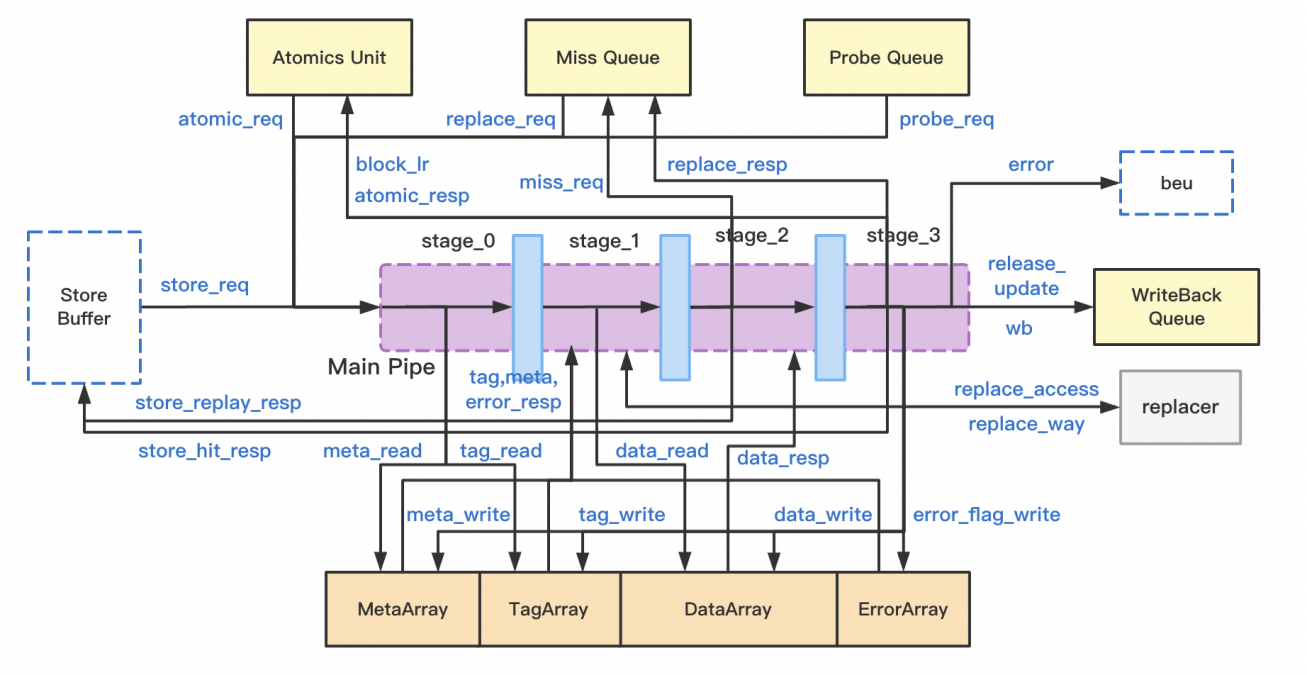 Atomics Unit
Miss Queue
Probe Queue
atomic_req
replace_req
probe_req
block_lr
atomic_resp
miss_req
replace_resp
error
beu
stage_0
stage_1
stage_2
stage_3
Store
Buffer
store_req
release_
update
wb
WriteBack
Queue
Main Pipe
tag,meta,
error_resp
store_replay_resp
store_hit_resp
replace_access
replace_way
replacer
meta_read
tag_read
data_read
data_resp
meta_write
tag_write
data_write
error_flag_write
MetaArray
TagArray
DataArray
ErrorArray